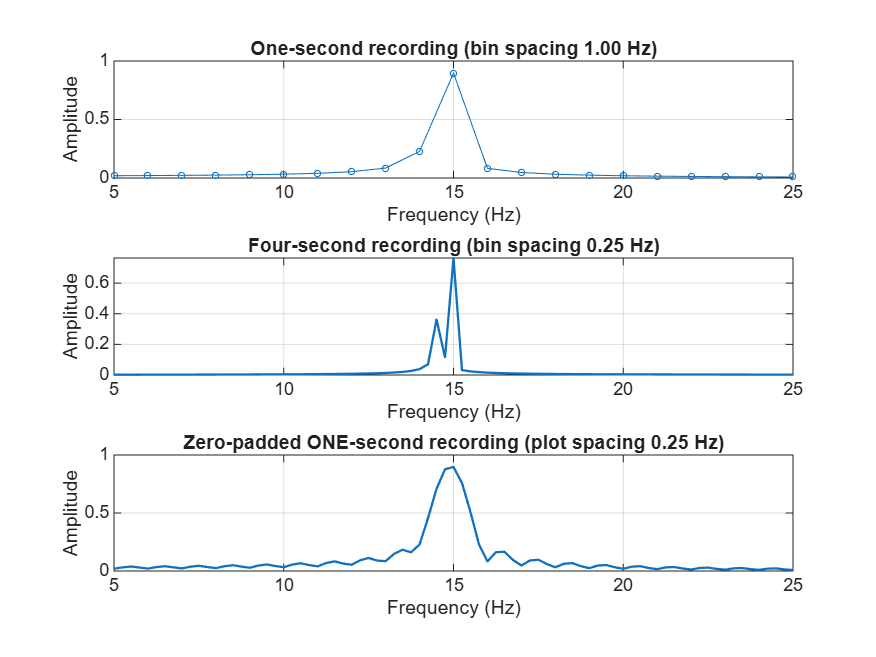 One-second recording (bin spacing 1.00 Hz)
1
0.5
0
Amplitude
5 10 15 20 25
Frequency (Hz)
Four-second recording (bin spacing 0.25 Hz)
0.6
0.4
0.2
0
Amplitude
5 10 15 20 25
Frequency (Hz)
Zero-padded ONE-second recording (plot spacing 0.25 Hz)
1
0.5
0
Amplitude
5 10 15 20 25
Frequency (Hz)